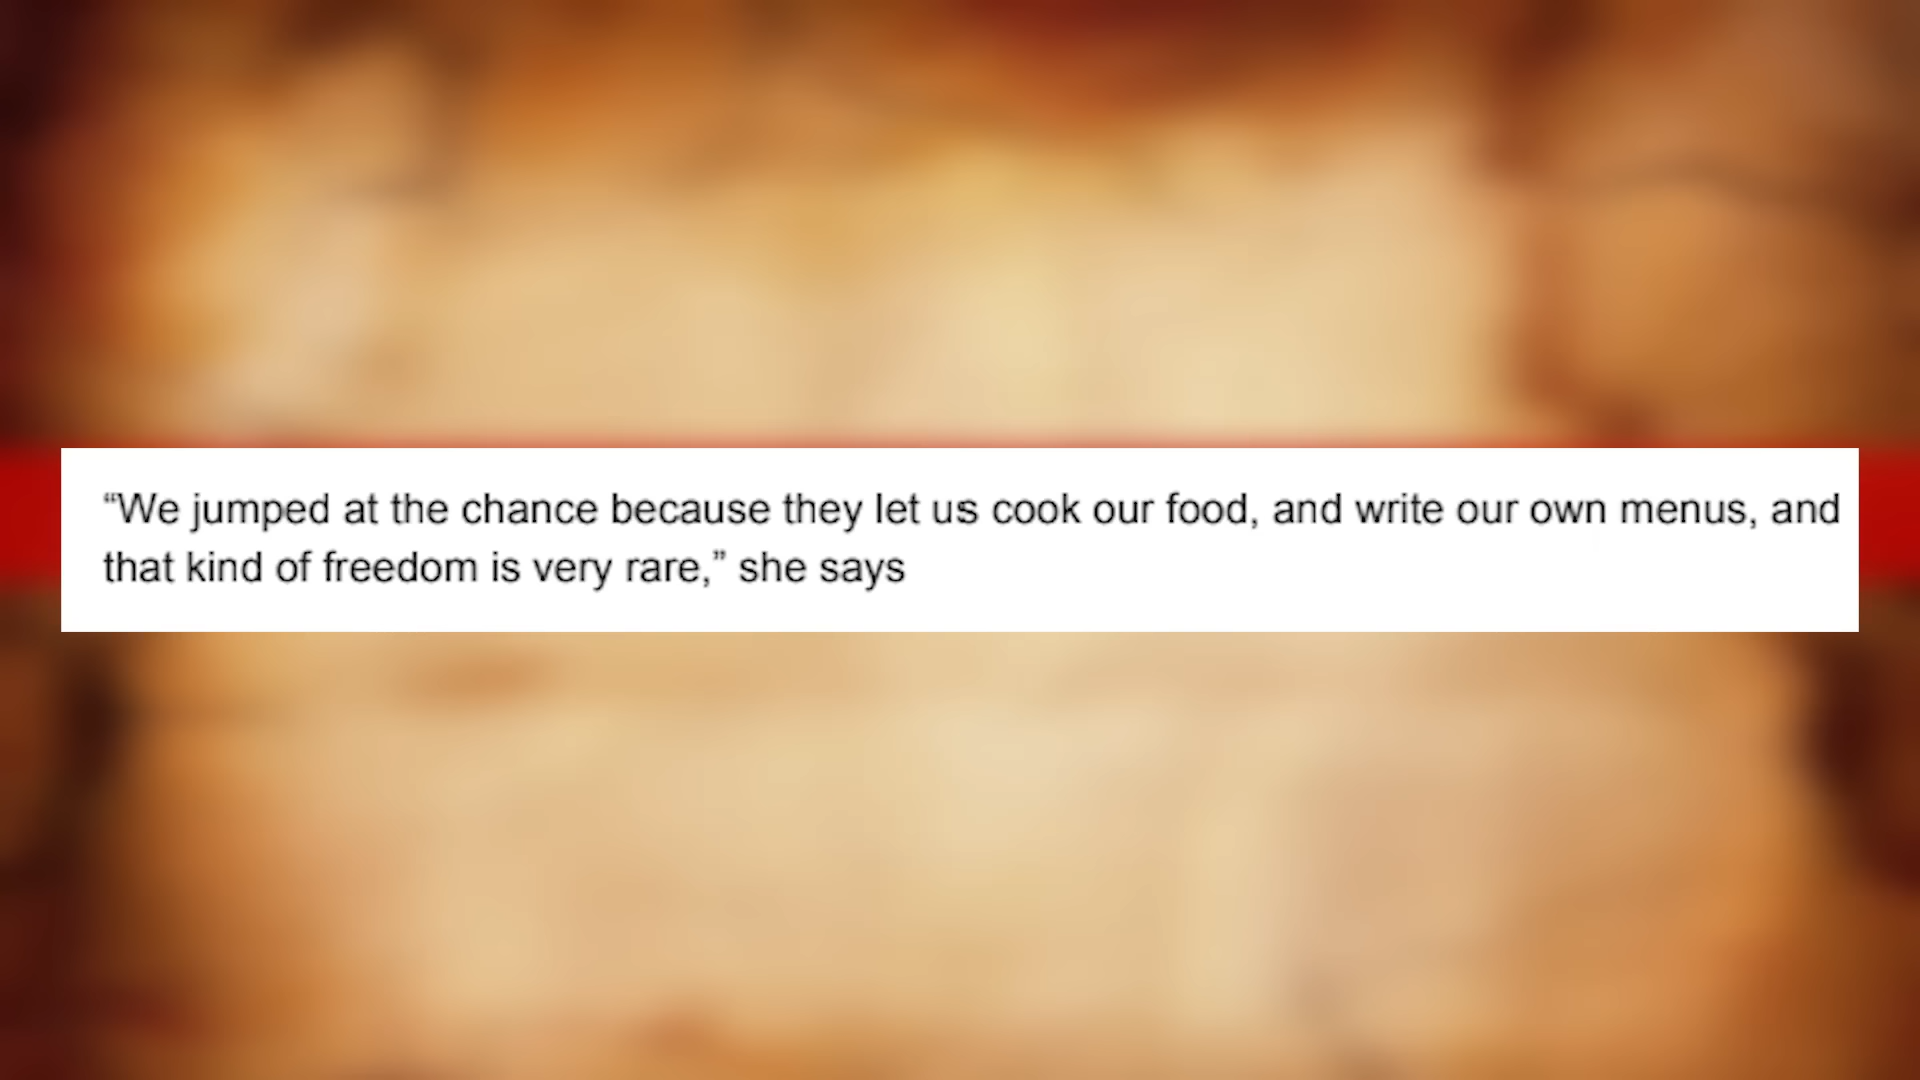 “We jumped at the chance because they let us cook our food, and write our own menus, and
that kind of freedom is very rare,” she says